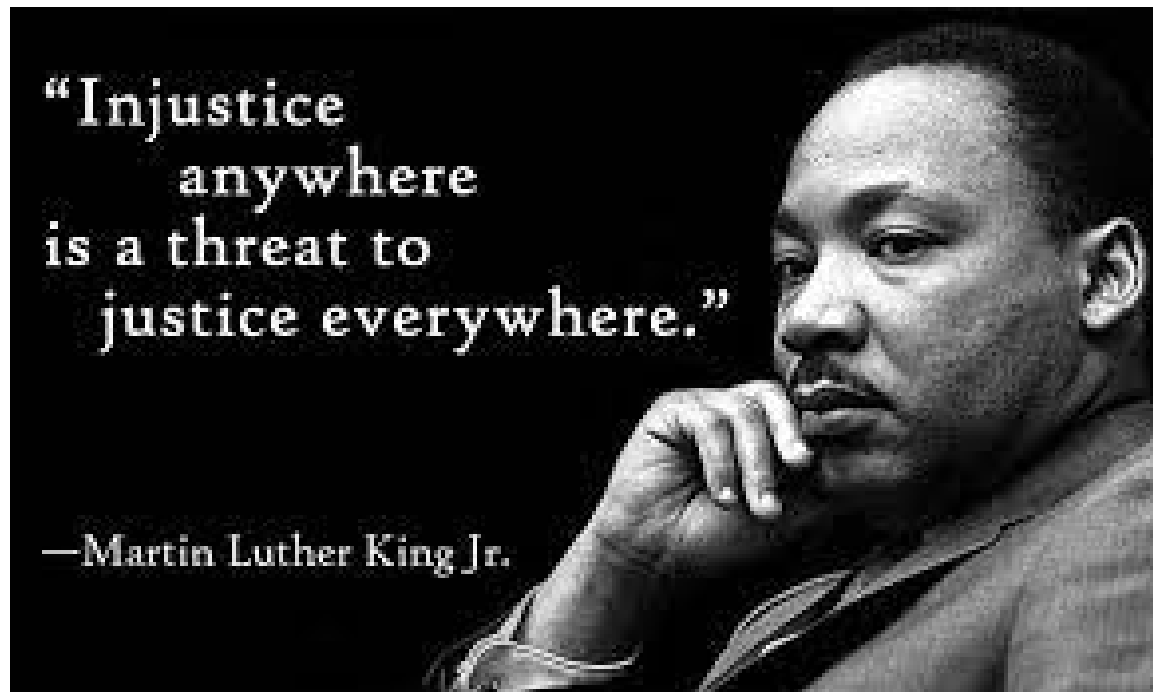 “Injustice
anywhere
is a threat to
justice everywhere.”
—Martin Luther King Jr.